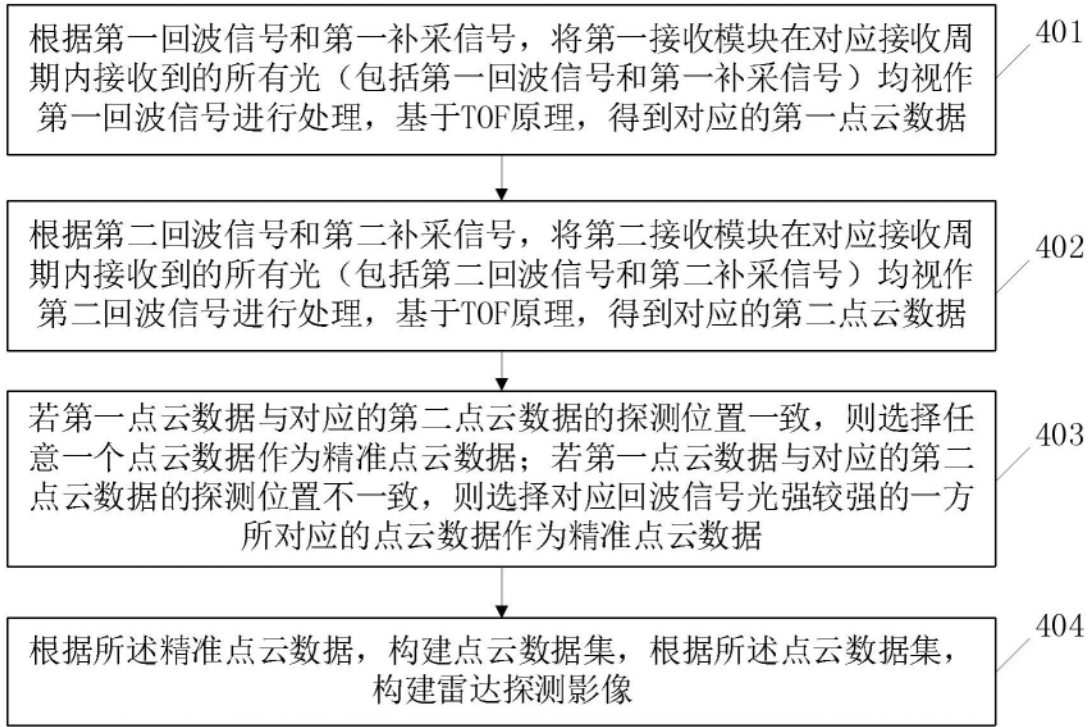 根据第一回波信号和第一补采信号，将第一接收模块在对应接收周
期内接收到的所有光（包括第一回波信号和第一补采信号）均视作
第一回波信号进行处理，基于TOF原理，得到对应的第一点云数据
401
根据第二回波信号和第二补采信号，将第二接收模块在对应接收周
期内接收到的所有光（包括第二回波信号和第二补采信号）均视作
第二回波信号进行处理，基于TOF原理，得到对应的第二点云数据
402
若第一点云数据与对应的第二点云数据的探测位置一致，则选择任
意一个点云数据作为精准点云数据；若第一点云数据与对应的第二
点云数据的探测位置不一致，则选择对应回波信号光强较强的一方
所对应的点云数据作为精准点云数据
403
根据所述精准点云数据，构建点云数据集，根据所述点云数据集，
构建雷达探测影像
404